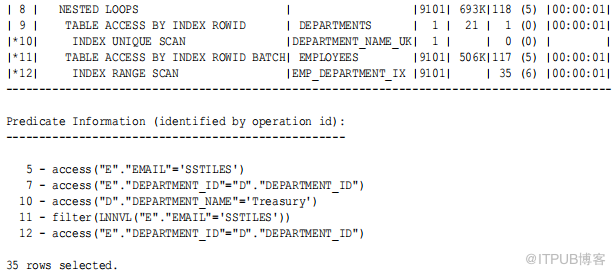 | 8 | NESTED LOOPS | |9101| 693K|118 (5) |00:00:01|
| 9 | TABLE ACCESS BY INDEX ROWID | DEPARTMENTS | 1 | 21 | 1 (0) |00:00:01|
|*10| INDEX UNIQUE SCAN |DEPARTMENT_NAME_UK| 1 | | 0 (0) | |
|*11| TABLE ACCESS BY INDEX ROWID BATCH| EMPLOYEES |9101| 506K|117 (5) |00:00:01|
|*12| INDEX RANGE SCAN |EMP_DEPARTMENT_IX |9101| | 35 (6) |00:00:01|
--------------------------------------------------------------------------------
Predicate Information (identified by operation id):
---------------------------------------------------
5 - access("E"."EMAIL"='SSTILES')
7 - access("E"."DEPARTMENT_ID"="D"."DEPARTMENT_ID")
10 - access("D"."DEPARTMENT_NAME"='Treasury')
11 - filter(LNNVL("E"."EMAIL"='SSTILES'))
12 - access("E"."DEPARTMENT_ID"="D"."DEPARTMENT_ID")
35 rows selected.
@ITPUB博客